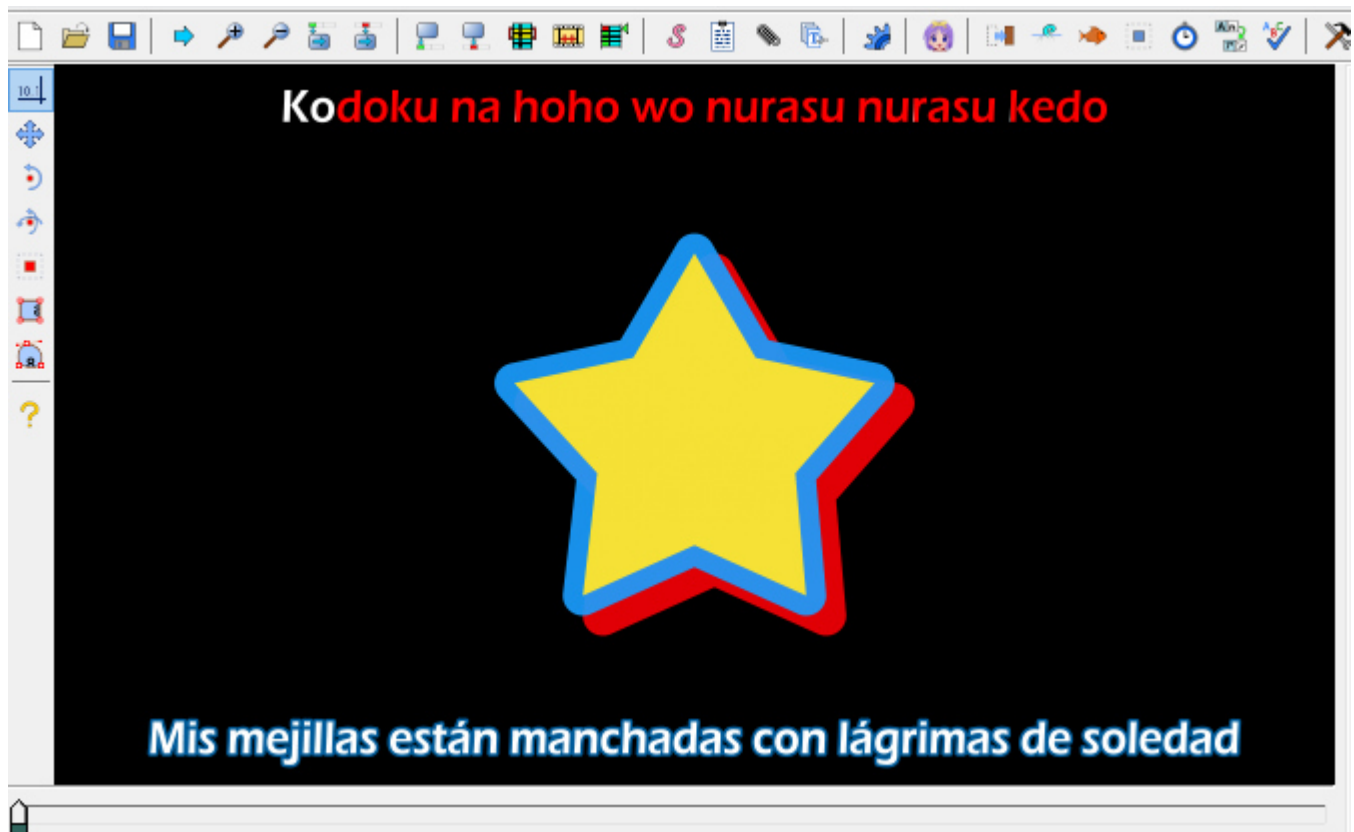 Kodoku na hoho wo nurasu nurasu kedo
Mis mejillas están manchadas con lágrimas de soledad